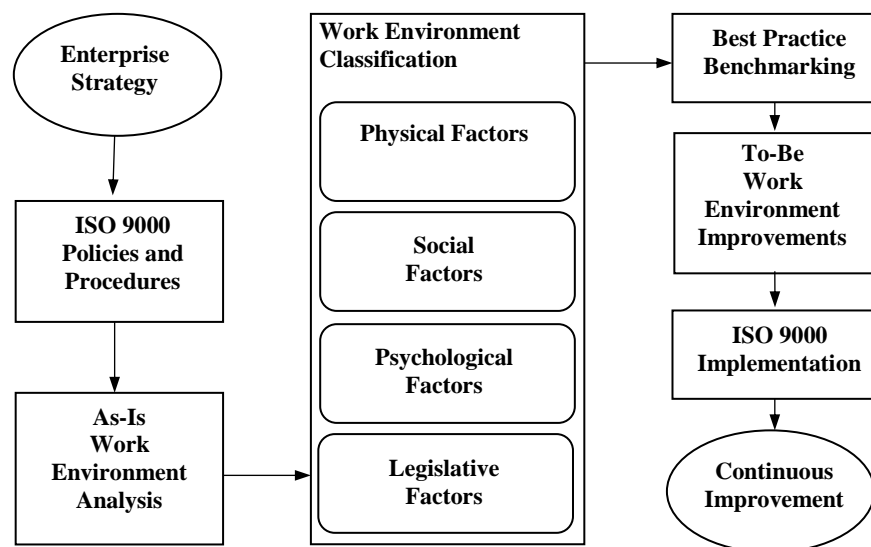 Enterprise
Strategy
ISO 9000
Policies and
Procedures
As-Is
Work
Environment
Analysis
Work Environment
Classification
Physical Factors
Social
Factors
Psychological
Factors
Legislative
Factors
Best Practice
Benchmarking
To-Be
Work
Environment
Improvements
ISO 9000
Implementation
Continuous
Improvement